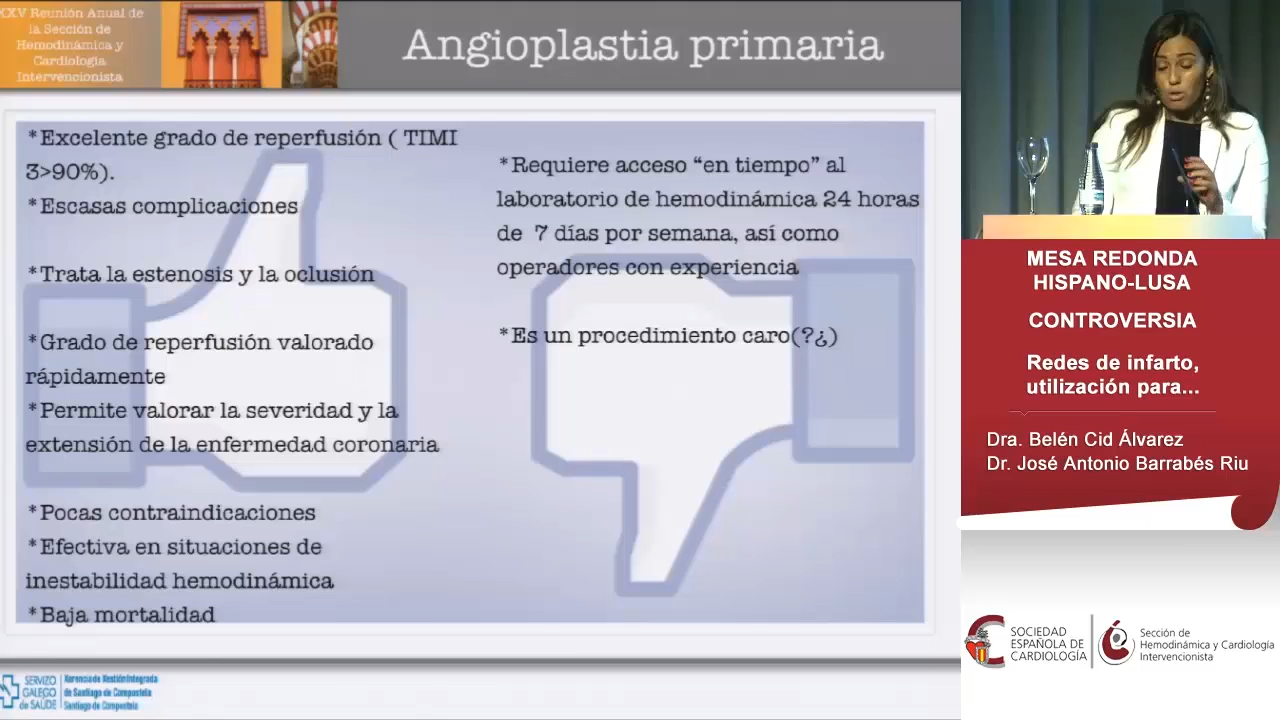 XXV Reunión Anual de
la Sección de
Hemodinámica y
Cardiología
Intervencionista
Angioplastia primaria
*Excelente grado de reperfusión ( TIMI
3>90%).
*Escasas complicaciones
*Trata la estenosis y la oclusión
*Grado de reperfusión valorado
rápidamente
*Permite valorar la severidad y la
extensión de la enfermedad coronaria
*Pocas contraindicaciones
*Efectiva en situaciones de
inestabilidad hemodinámica
*Baja mortalidad
*Requiere acceso “en tiempo” al
laboratorio de hemodinámica 24 horas
de 7 días por semana, así como
operadores con experiencia
*Es un procedimiento caro(?¿)
SERVIZO
GALEGO
de SAÚDE
Xerencia de Xestión Integrada
de Santiago de Compostela
Santiago de Compostela
MESA REDONDA
HISPANO-LUSA
CONTROVERSIA
Redes de infarto,
utilización para...
Dra. Belén Cid Álvarez
Dr. José Antonio Barrabés Riu
SOCIEDAD
ESPAÑOLA DE
CARDIOLOGÍA
Sección de
Hemodinámica y Cardiología
Intervencionista